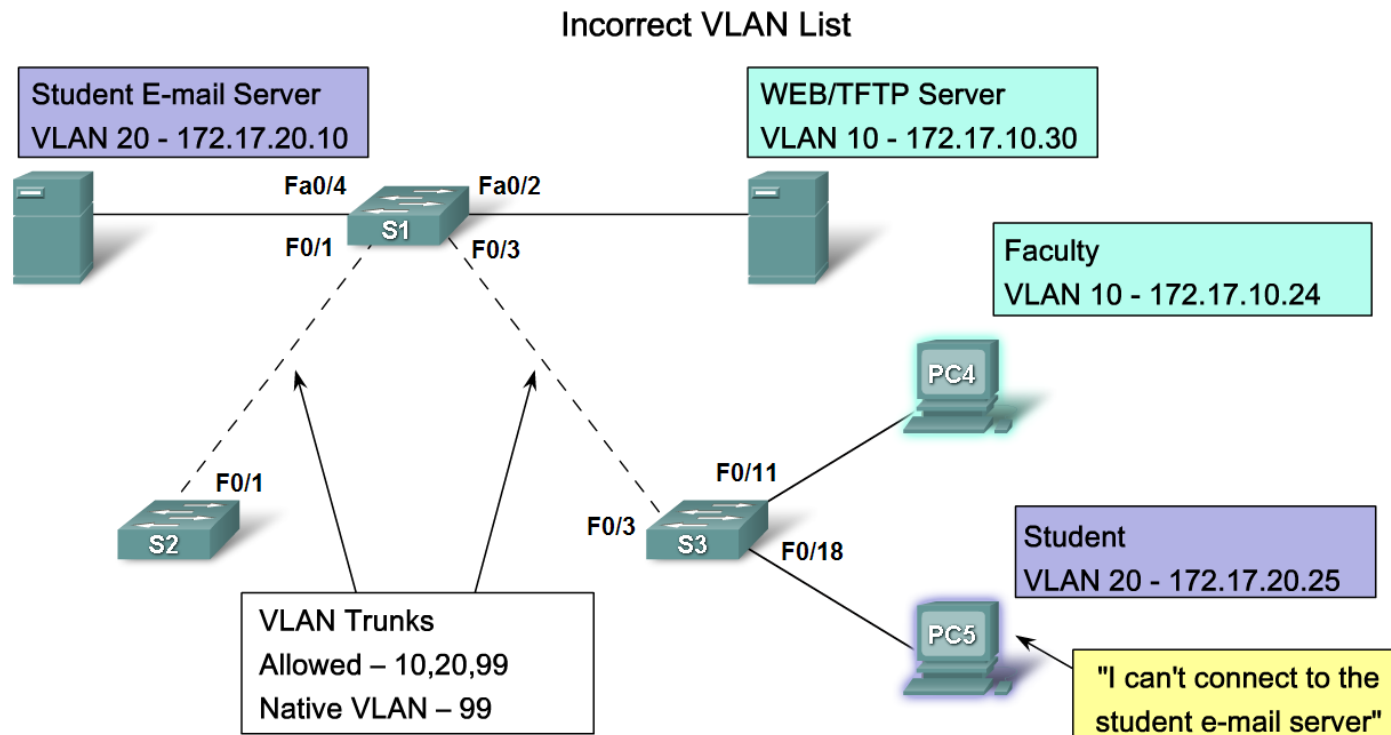 Incorrect VLAN List
Student E-mail Server
VLAN 20 - 172.17.20.10
WEB/TFTP Server
VLAN 10 - 172.17.10.30
Fa0/4
Fa0/2
S1
F0/1
F0/3
Faculty
VLAN 10 - 172.17.10.24
PC4
F0/1
S2
F0/11
F0/3
S3
F0/18
Student
VLAN 20 - 172.17.20.25
PC5
VLAN Trunks
Allowed – 10,20,99
Native VLAN – 99
"I can't connect to the
student e-mail server"